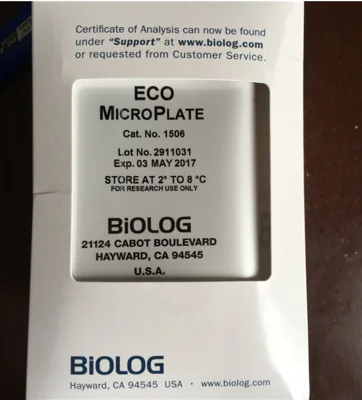 Certificate of Analysis can now be found
under "Support" at www.biolog.com
or requested from Customer Service.
ECO
MICROPLATE
Cat. No. 1506
Lot No. 2911031
Exp. 03 MAY 2017
STORE AT 2° TO 8 °C
FOR RESEARCH USE ONLY
BiOLOG
21124 CABOT BOULEVARD
HAYWARD, CA 94545
U.S.A.
BiOLOG
Hayward, CA 94545 USA · www.biolog.com